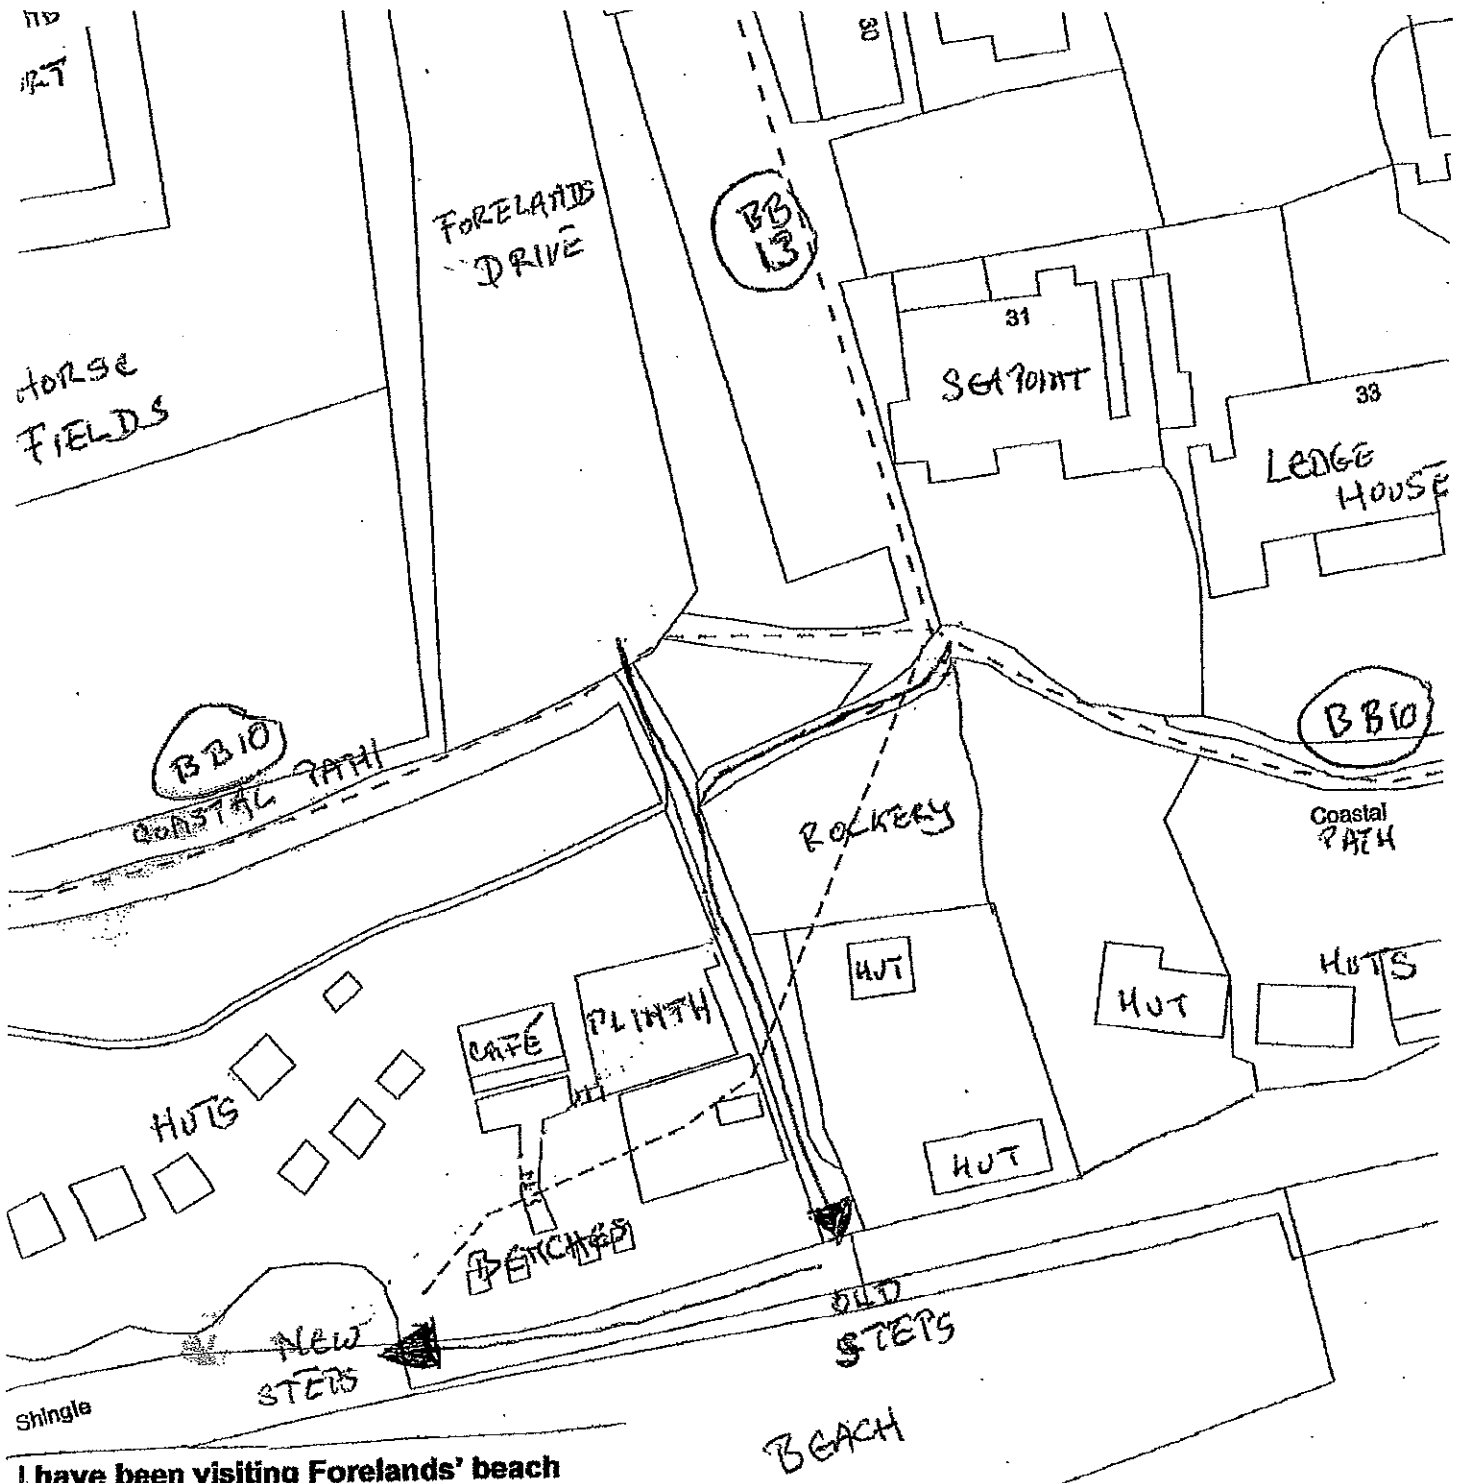 30
FORELANDS
DRIVE
BB
13
31
SEAPOINT
HORSE
FIELDS
33
LEDGE
HOUSE
BB10
COASTAL PATH
BB10
Coastal
PATH
ROCKERY
HUT
HUT
HUTS
CAFÉ
PLINTH
HUTS
HUT
BENCHES
OLD
STEPS
NEW
STEPS
Shingle
BEACH
I have been visiting Forelands' beach